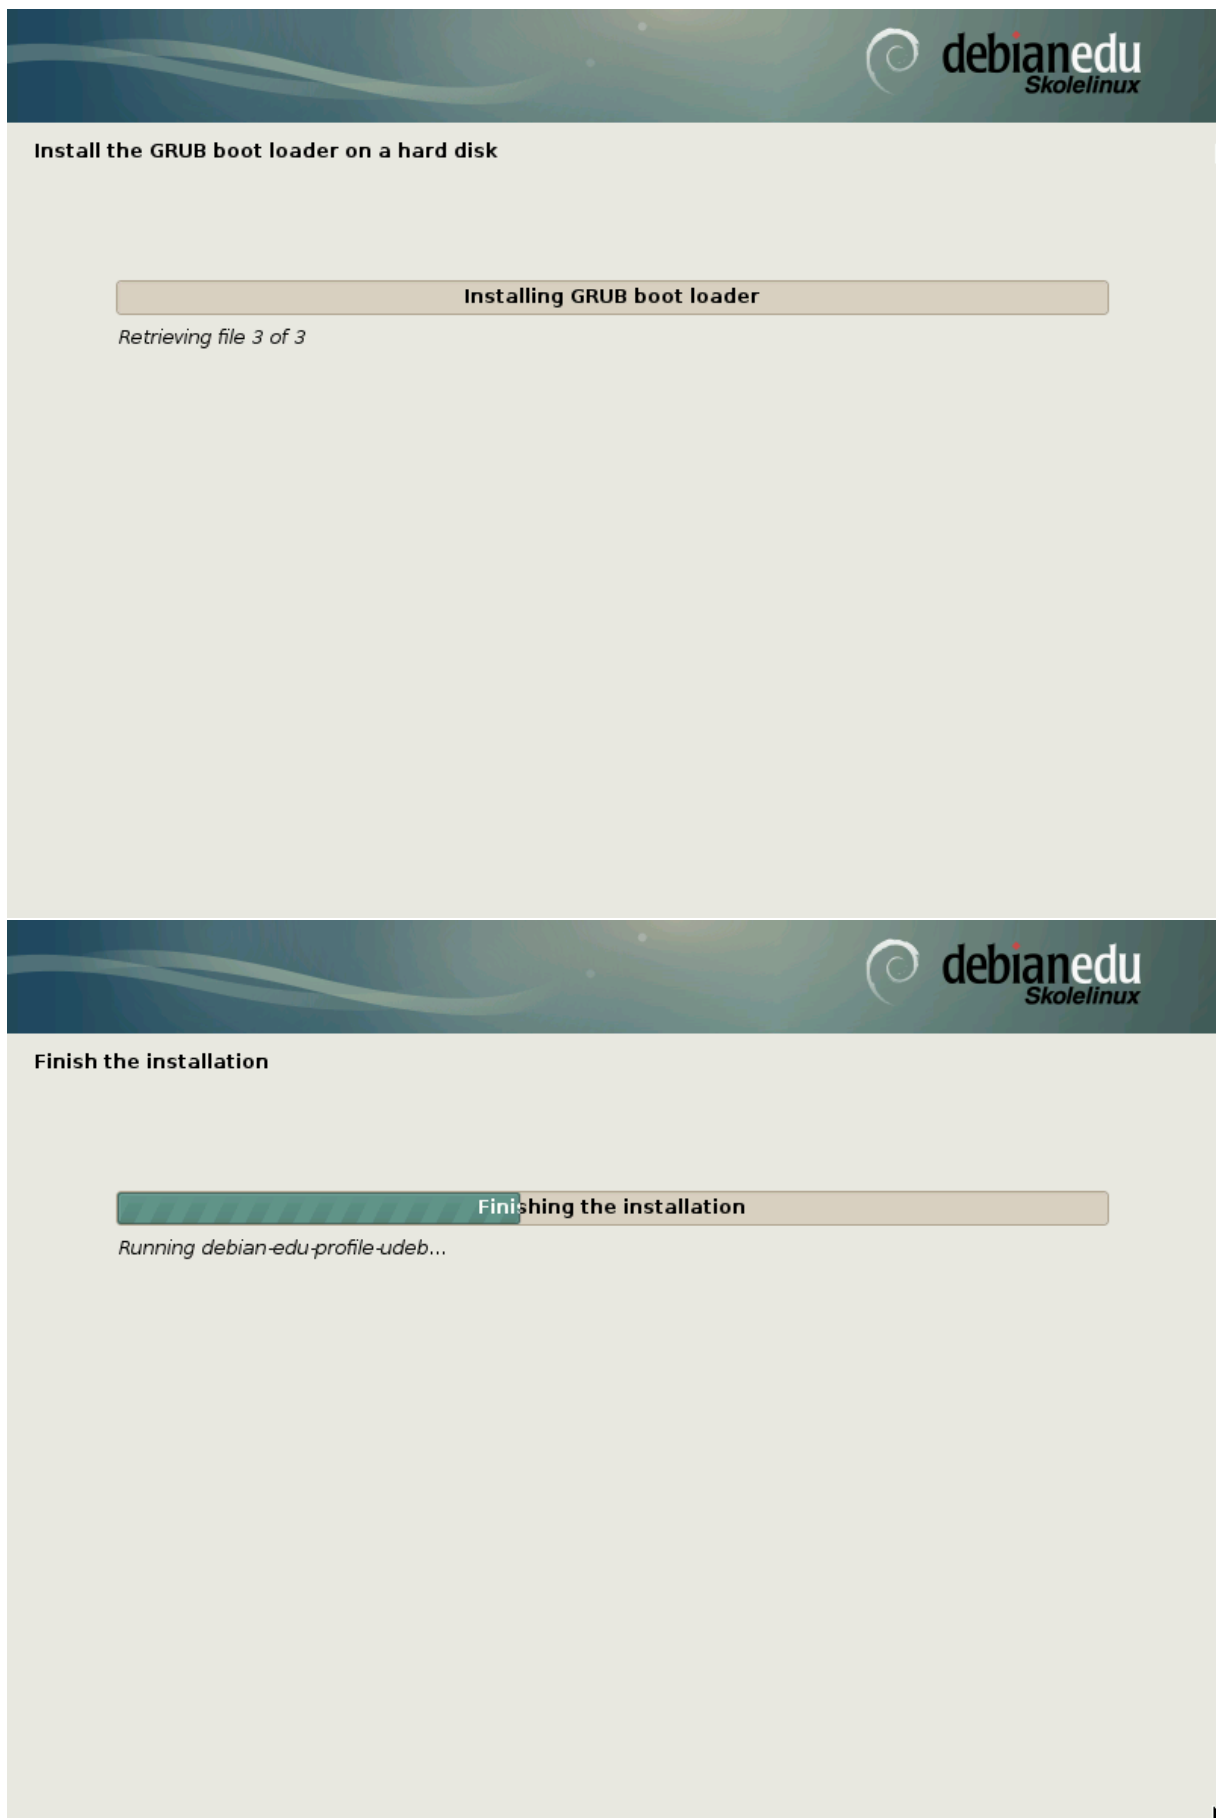 debianedu
Skolelinux
Install the GRUB boot loader on a hard disk
Installing GRUB boot loader
Retrieving file 3 of 3
debianedu
Skolelinux
Finish the installation
Finishing the installation
Running debian-edu-profile-udeb...